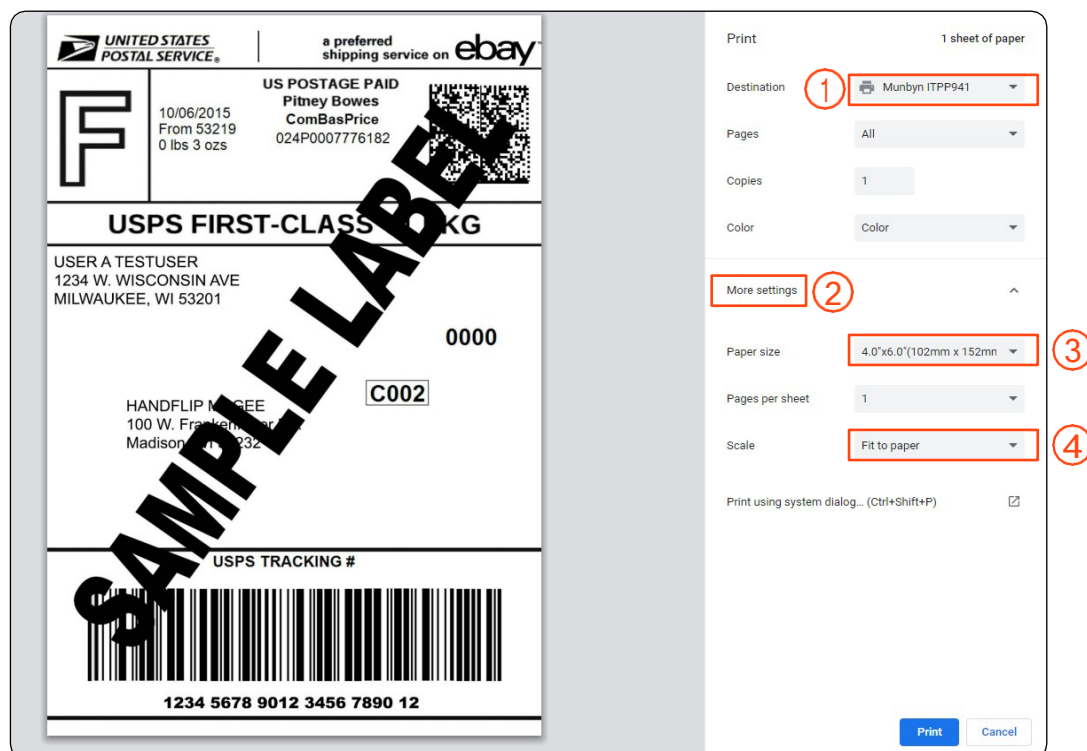 UNITED STATES
POSTAL SERVICE®
a preferred
shipping service on ebay
F
10/06/2015
From 53219
0 lbs 3 ozs
US POSTAGE PAID
Pitney Bowes
ComBasPrice
024P0007776182
USPS FIRST-CLASS KG
USER A TESTUSER
1234 W. WISCONSIN AVE
MILWAUKEE, WI 53201
0000
C002
HANDFLIP GEE
100 W.
Madison
SAMPLE LABEL
USPS TRACKING #
1234 5678 9012 3456 7890 12
Print 1 sheet of paper
Destination 1 Munbyn ITPP941
Pages All
Copies 1
Color Color
More settings 2
Paper size 4.0"x6.0"(102mm x 152mm 3
Pages per sheet 1
Scale Fit to paper 4
Print using system dialog... (Ctrl+Shift+P)
Print Cancel